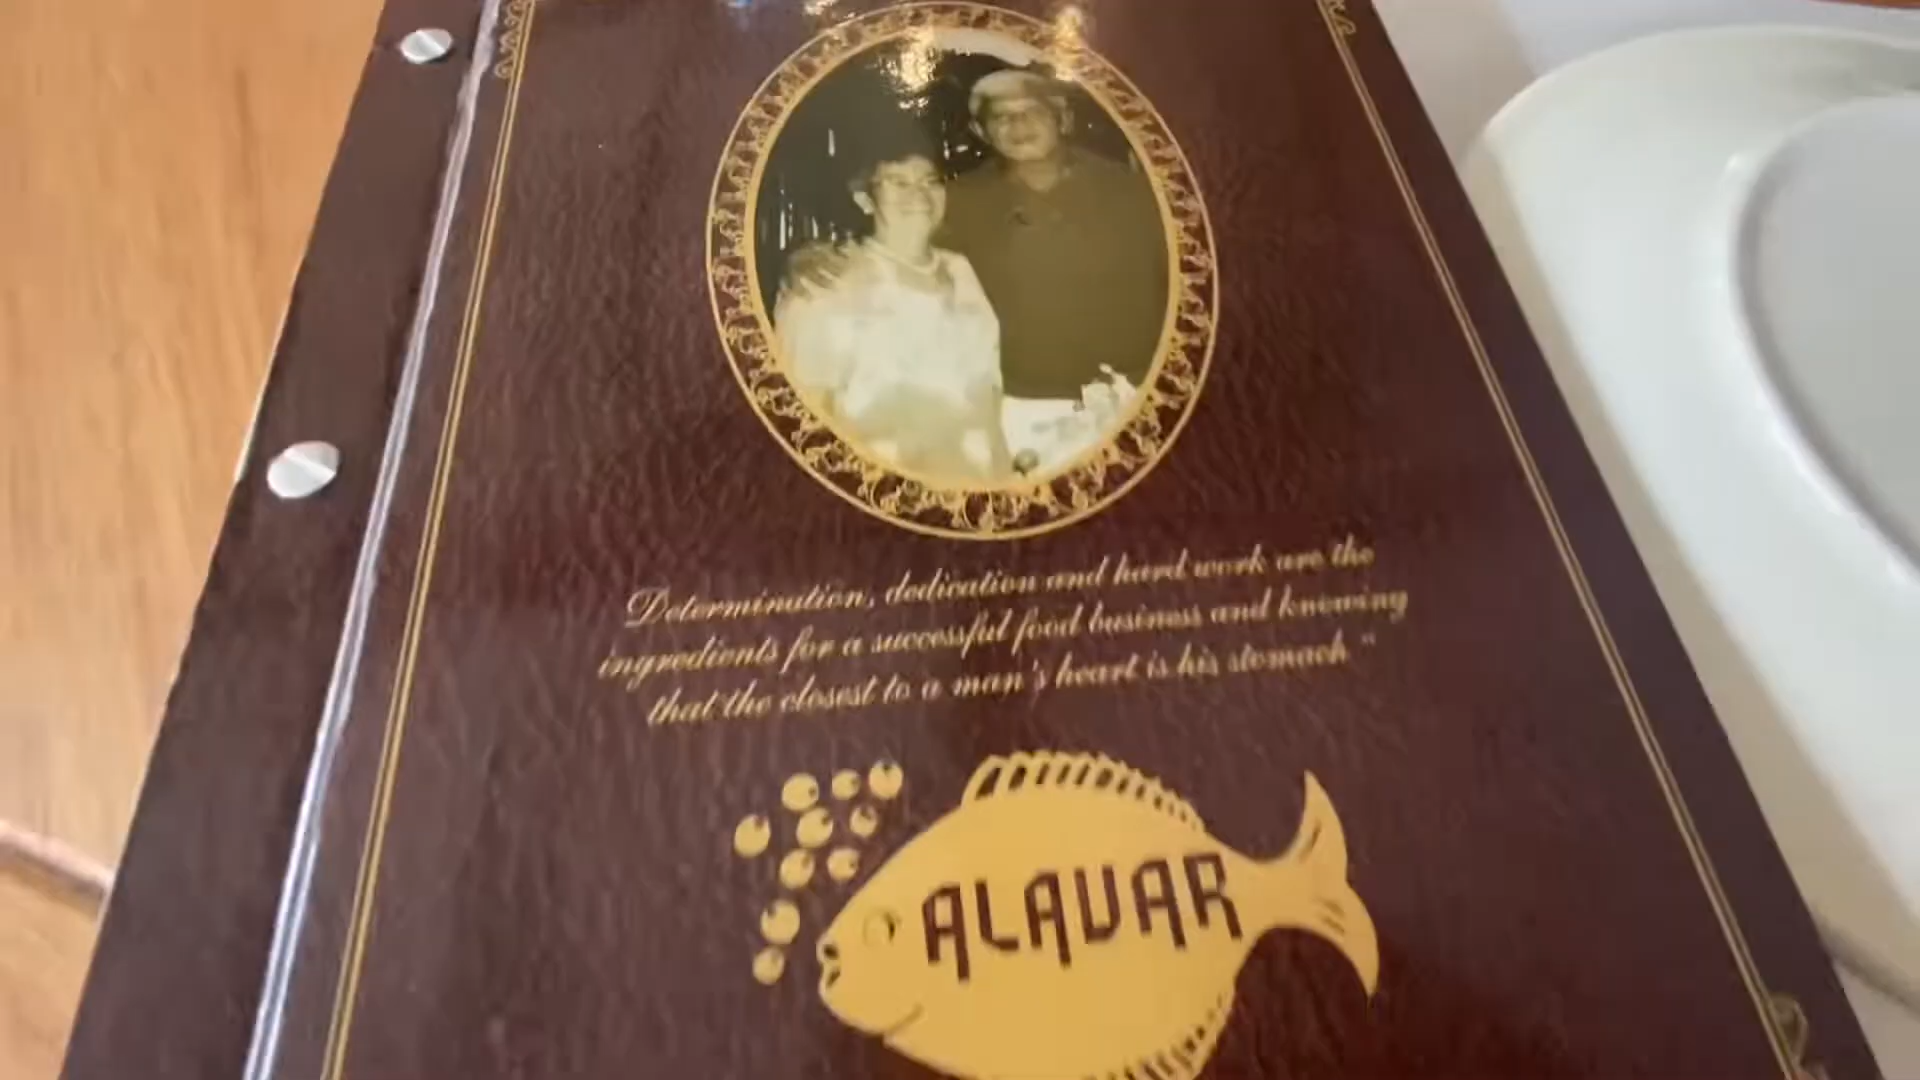 Determination, dedication and hard work are the
ingredients for a successful food business and knowing
that the closest to a man's heart is his stomach "
ALAVAR